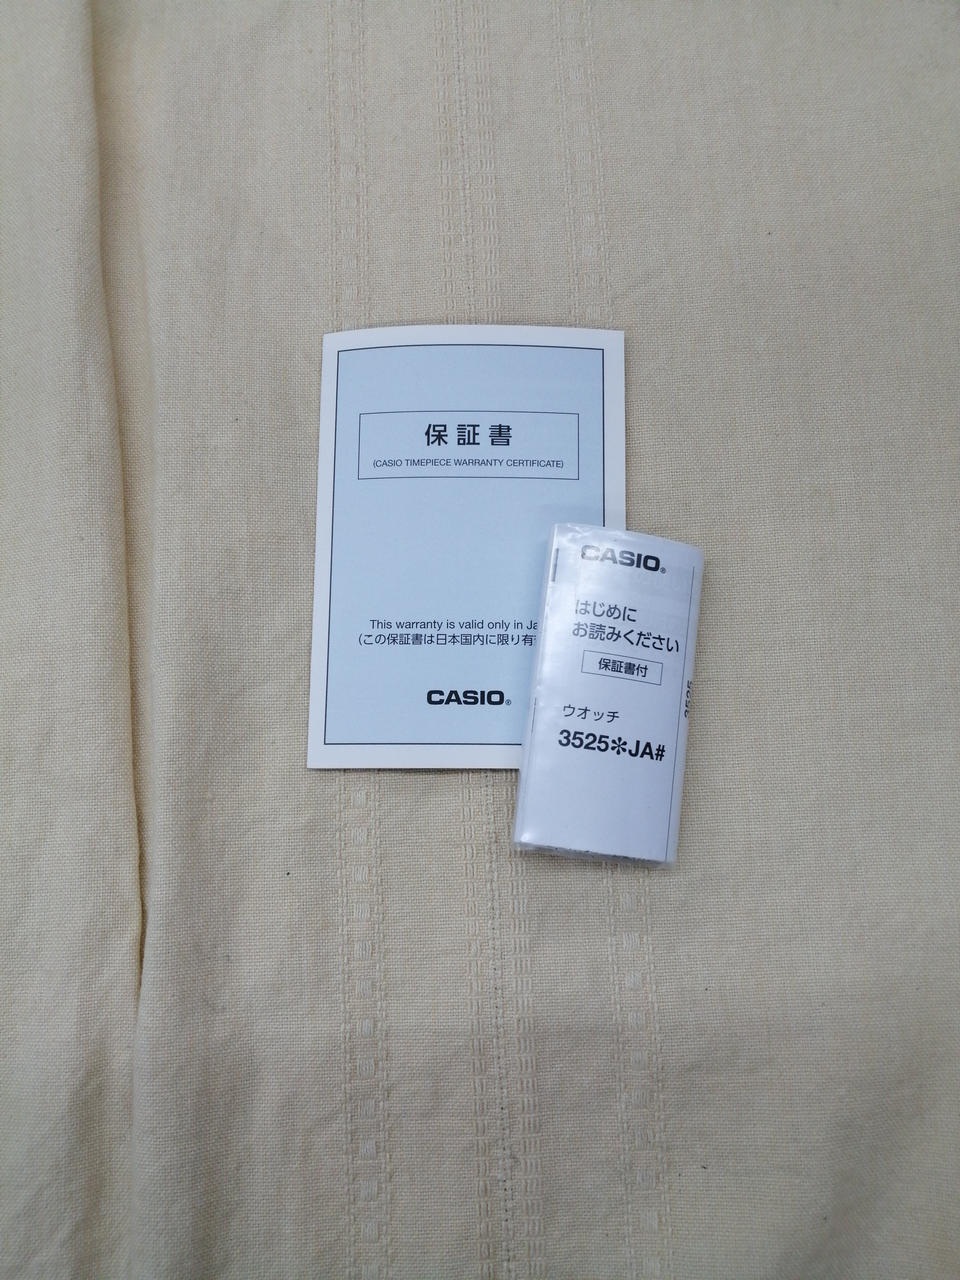 保証書
(CASIO TIMEPIECE WARRANTY CERTIFICATE)
This warranty is valid only in
(この保証書は日本国内に限り有
CASIO®
CASIO®
はじめに
お読みください
保証書付
ウオッチ
3525✻JA#
3525